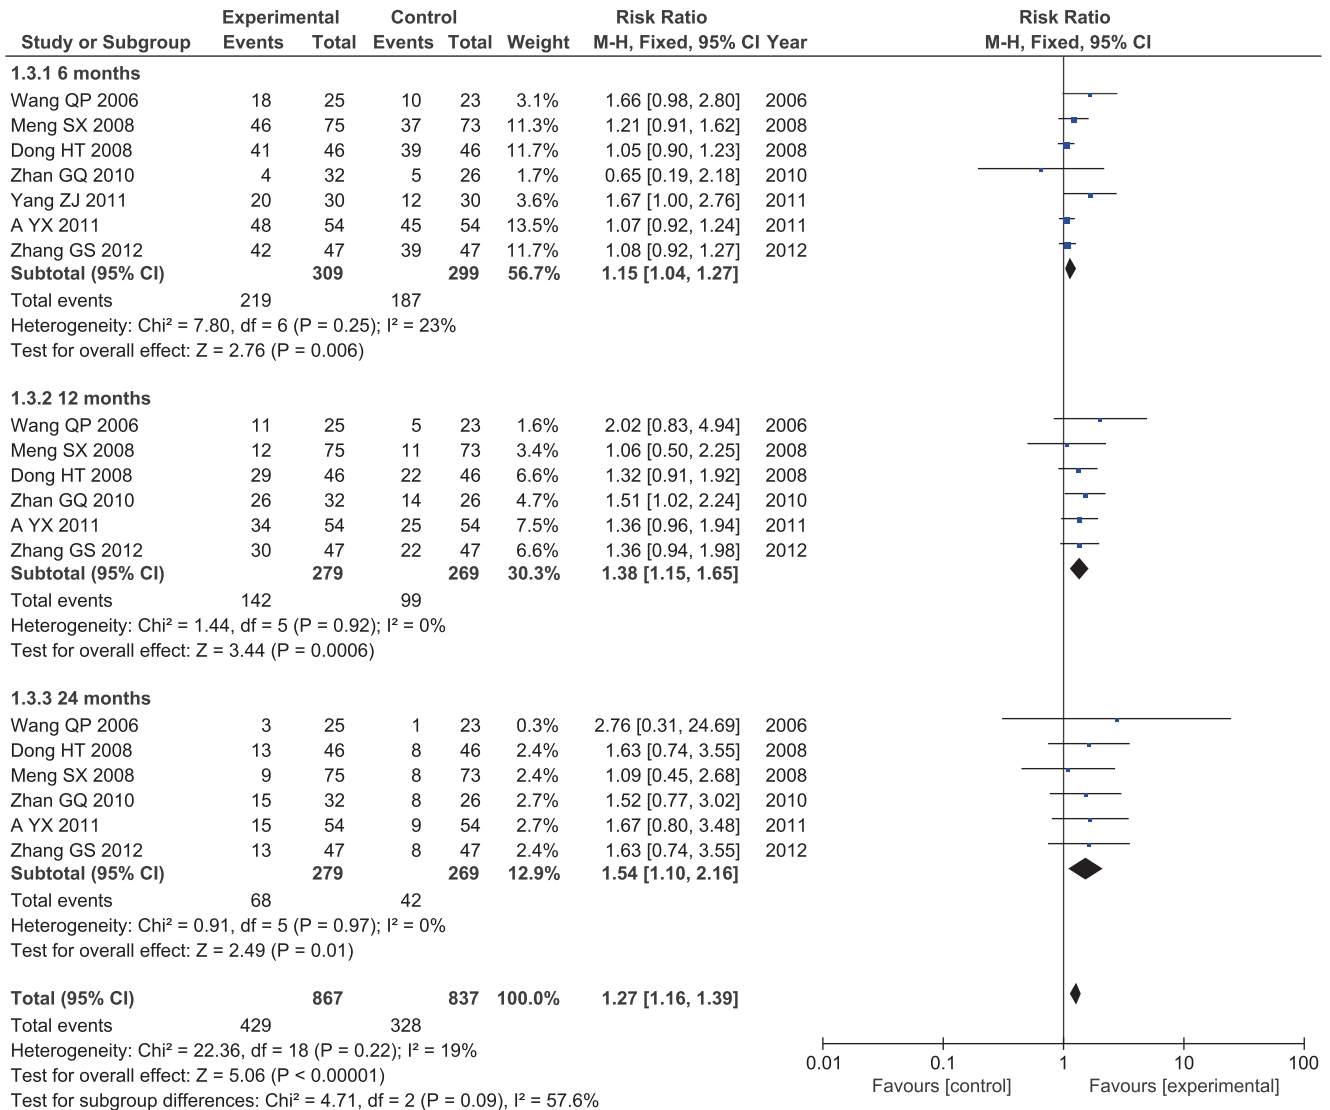 Experimental Control Risk Ratio Risk Ratio
Study or Subgroup Events Total Events Total Weight M-H, Fixed, 95% CI Year M-H, Fixed, 95% CI
1.3.1 6 months
Wang QP 2006 18 25 10 23 3.1% 1.66 [0.98, 2.80] 2006
Meng SX 2008 46 75 37 73 11.3% 1.21 [0.91, 1.62] 2008
Dong HT 2008 41 46 39 46 11.7% 1.05 [0.90, 1.23] 2008
Zhan GQ 2010 4 32 5 26 1.7% 0.65 [0.19, 2.18] 2010
Yang ZJ 2011 20 30 12 30 3.6% 1.67 [1.00, 2.76] 2011
A YX 2011 48 54 45 54 13.5% 1.07 [0.92, 1.24] 2011
Zhang GS 2012 42 47 39 47 11.7% 1.08 [0.92, 1.27] 2012
Subtotal (95% CI) 309 299 56.7% 1.15 [1.04, 1.27]
Total events 219 187
Heterogeneity: Chi² = 7.80, df = 6 (P = 0.25); I² = 23%
Test for overall effect: Z = 2.76 (P = 0.006)
1.3.2 12 months
Wang QP 2006 11 25 5 23 1.6% 2.02 [0.83, 4.94] 2006
Meng SX 2008 12 75 11 73 3.4% 1.06 [0.50, 2.25] 2008
Dong HT 2008 29 46 22 46 6.6% 1.32 [0.91, 1.92] 2008
Zhan GQ 2010 26 32 14 26 4.7% 1.51 [1.02, 2.24] 2010
A YX 2011 34 54 25 54 7.5% 1.36 [0.96, 1.94] 2011
Zhang GS 2012 30 47 22 47 6.6% 1.36 [0.94, 1.98] 2012
Subtotal (95% CI) 279 269 30.3% 1.38 [1.15, 1.65]
Total events 142 99
Heterogeneity: Chi² = 1.44, df = 5 (P = 0.92); I² = 0%
Test for overall effect: Z = 3.44 (P = 0.0006)
1.3.3 24 months
Wang QP 2006 3 25 1 23 0.3% 2.76 [0.31, 24.69] 2006
Dong HT 2008 13 46 8 46 2.4% 1.63 [0.74, 3.55] 2008
Meng SX 2008 9 75 8 73 2.4% 1.09 [0.45, 2.68] 2008
Zhan GQ 2010 15 32 8 26 2.7% 1.52 [0.77, 3.02] 2010
A YX 2011 15 54 9 54 2.7% 1.67 [0.80, 3.48] 2011
Zhang GS 2012 13 47 8 47 2.4% 1.63 [0.74, 3.55] 2012
Subtotal (95% CI) 279 269 12.9% 1.54 [1.10, 2.16]
Total events 68 42
Heterogeneity: Chi² = 0.91, df = 5 (P = 0.97); I² = 0%
Test for overall effect: Z = 2.49 (P = 0.01)
Total (95% CI) 867 837 100.0% 1.27 [1.16, 1.39]
Total events 429 328
Heterogeneity: Chi² = 22.36, df = 18 (P = 0.22); I² = 19%
Test for overall effect: Z = 5.06 (P < 0.00001)
Test for subgroup differences: Chi² = 4.71, df = 2 (P = 0.09), I² = 57.6%
0.01 0.1 1 10 100
Favours [control] Favours [experimental]